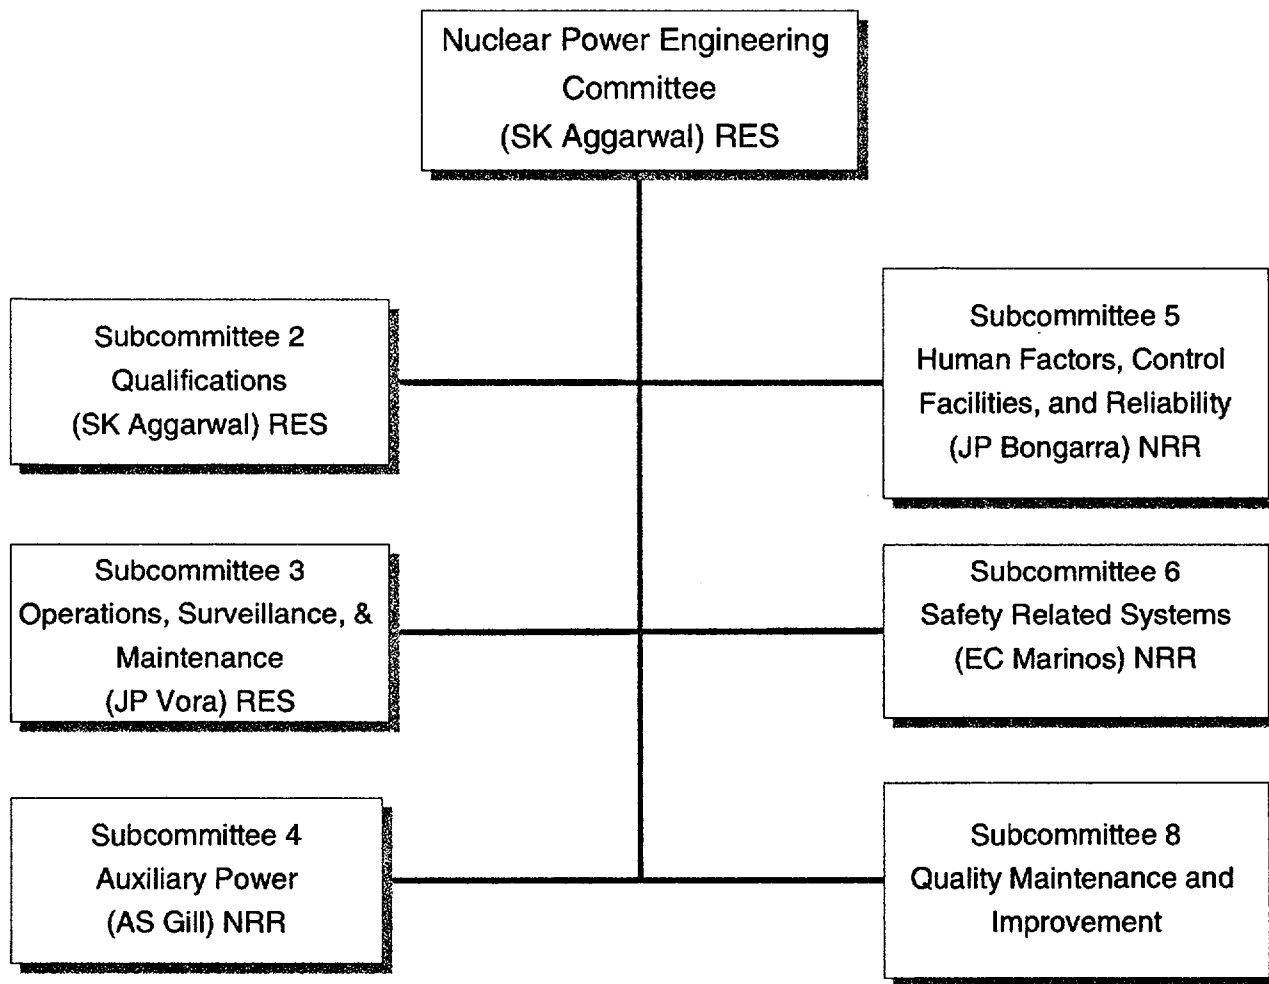 Nuclear Power Engineering
Committee
(SK Aggarwal) RES
Subcommittee 2
Qualifications
(SK Aggarwal) RES
Subcommittee 5
Human Factors, Control
Facilities, and Reliability
(JP Bongarra) NRR
Subcommittee 3
Operations, Surveillance, &
Maintenance
(JP Vora) RES
Subcommittee 6
Safety Related Systems
(EC Marinos) NRR
Subcommittee 4
Auxiliary Power
(AS Gill) NRR
Subcommittee 8
Quality Maintenance and
Improvement